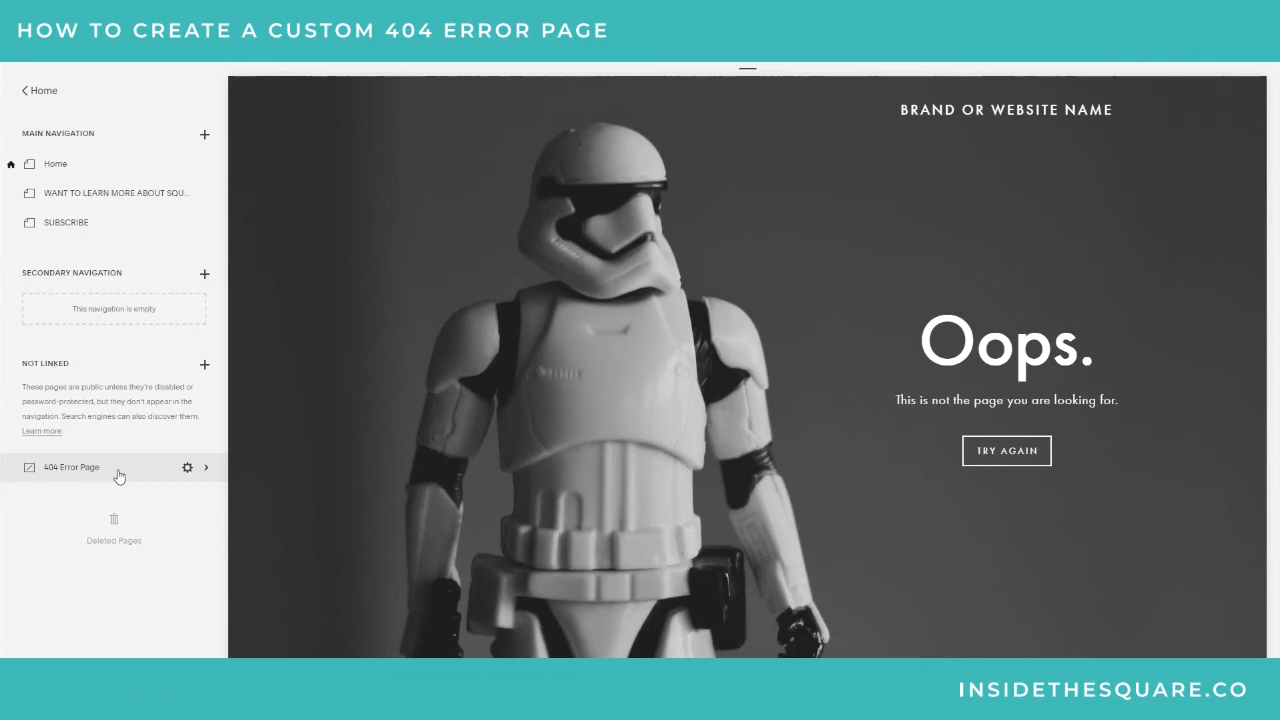 HOW TO CREATE A CUSTOM 404 ERROR PAGE
Home
MAIN NAVIGATION
Home
WANT TO LEARN MORE ABOUT SQU...
SUBSCRIBE
SECONDARY NAVIGATION
This navigation is empty
NOT LINKED
These pages are public unless they're disabled or
password-protected, but they don't appear in the
navigation. Search engines can also discover them.
Learn more
404 Error Page
Deleted Pages
BRAND OR WEBSITE NAME
Oops.
This is not the page you are looking for.
TRY AGAIN
INSIDETHESQUARE.CO